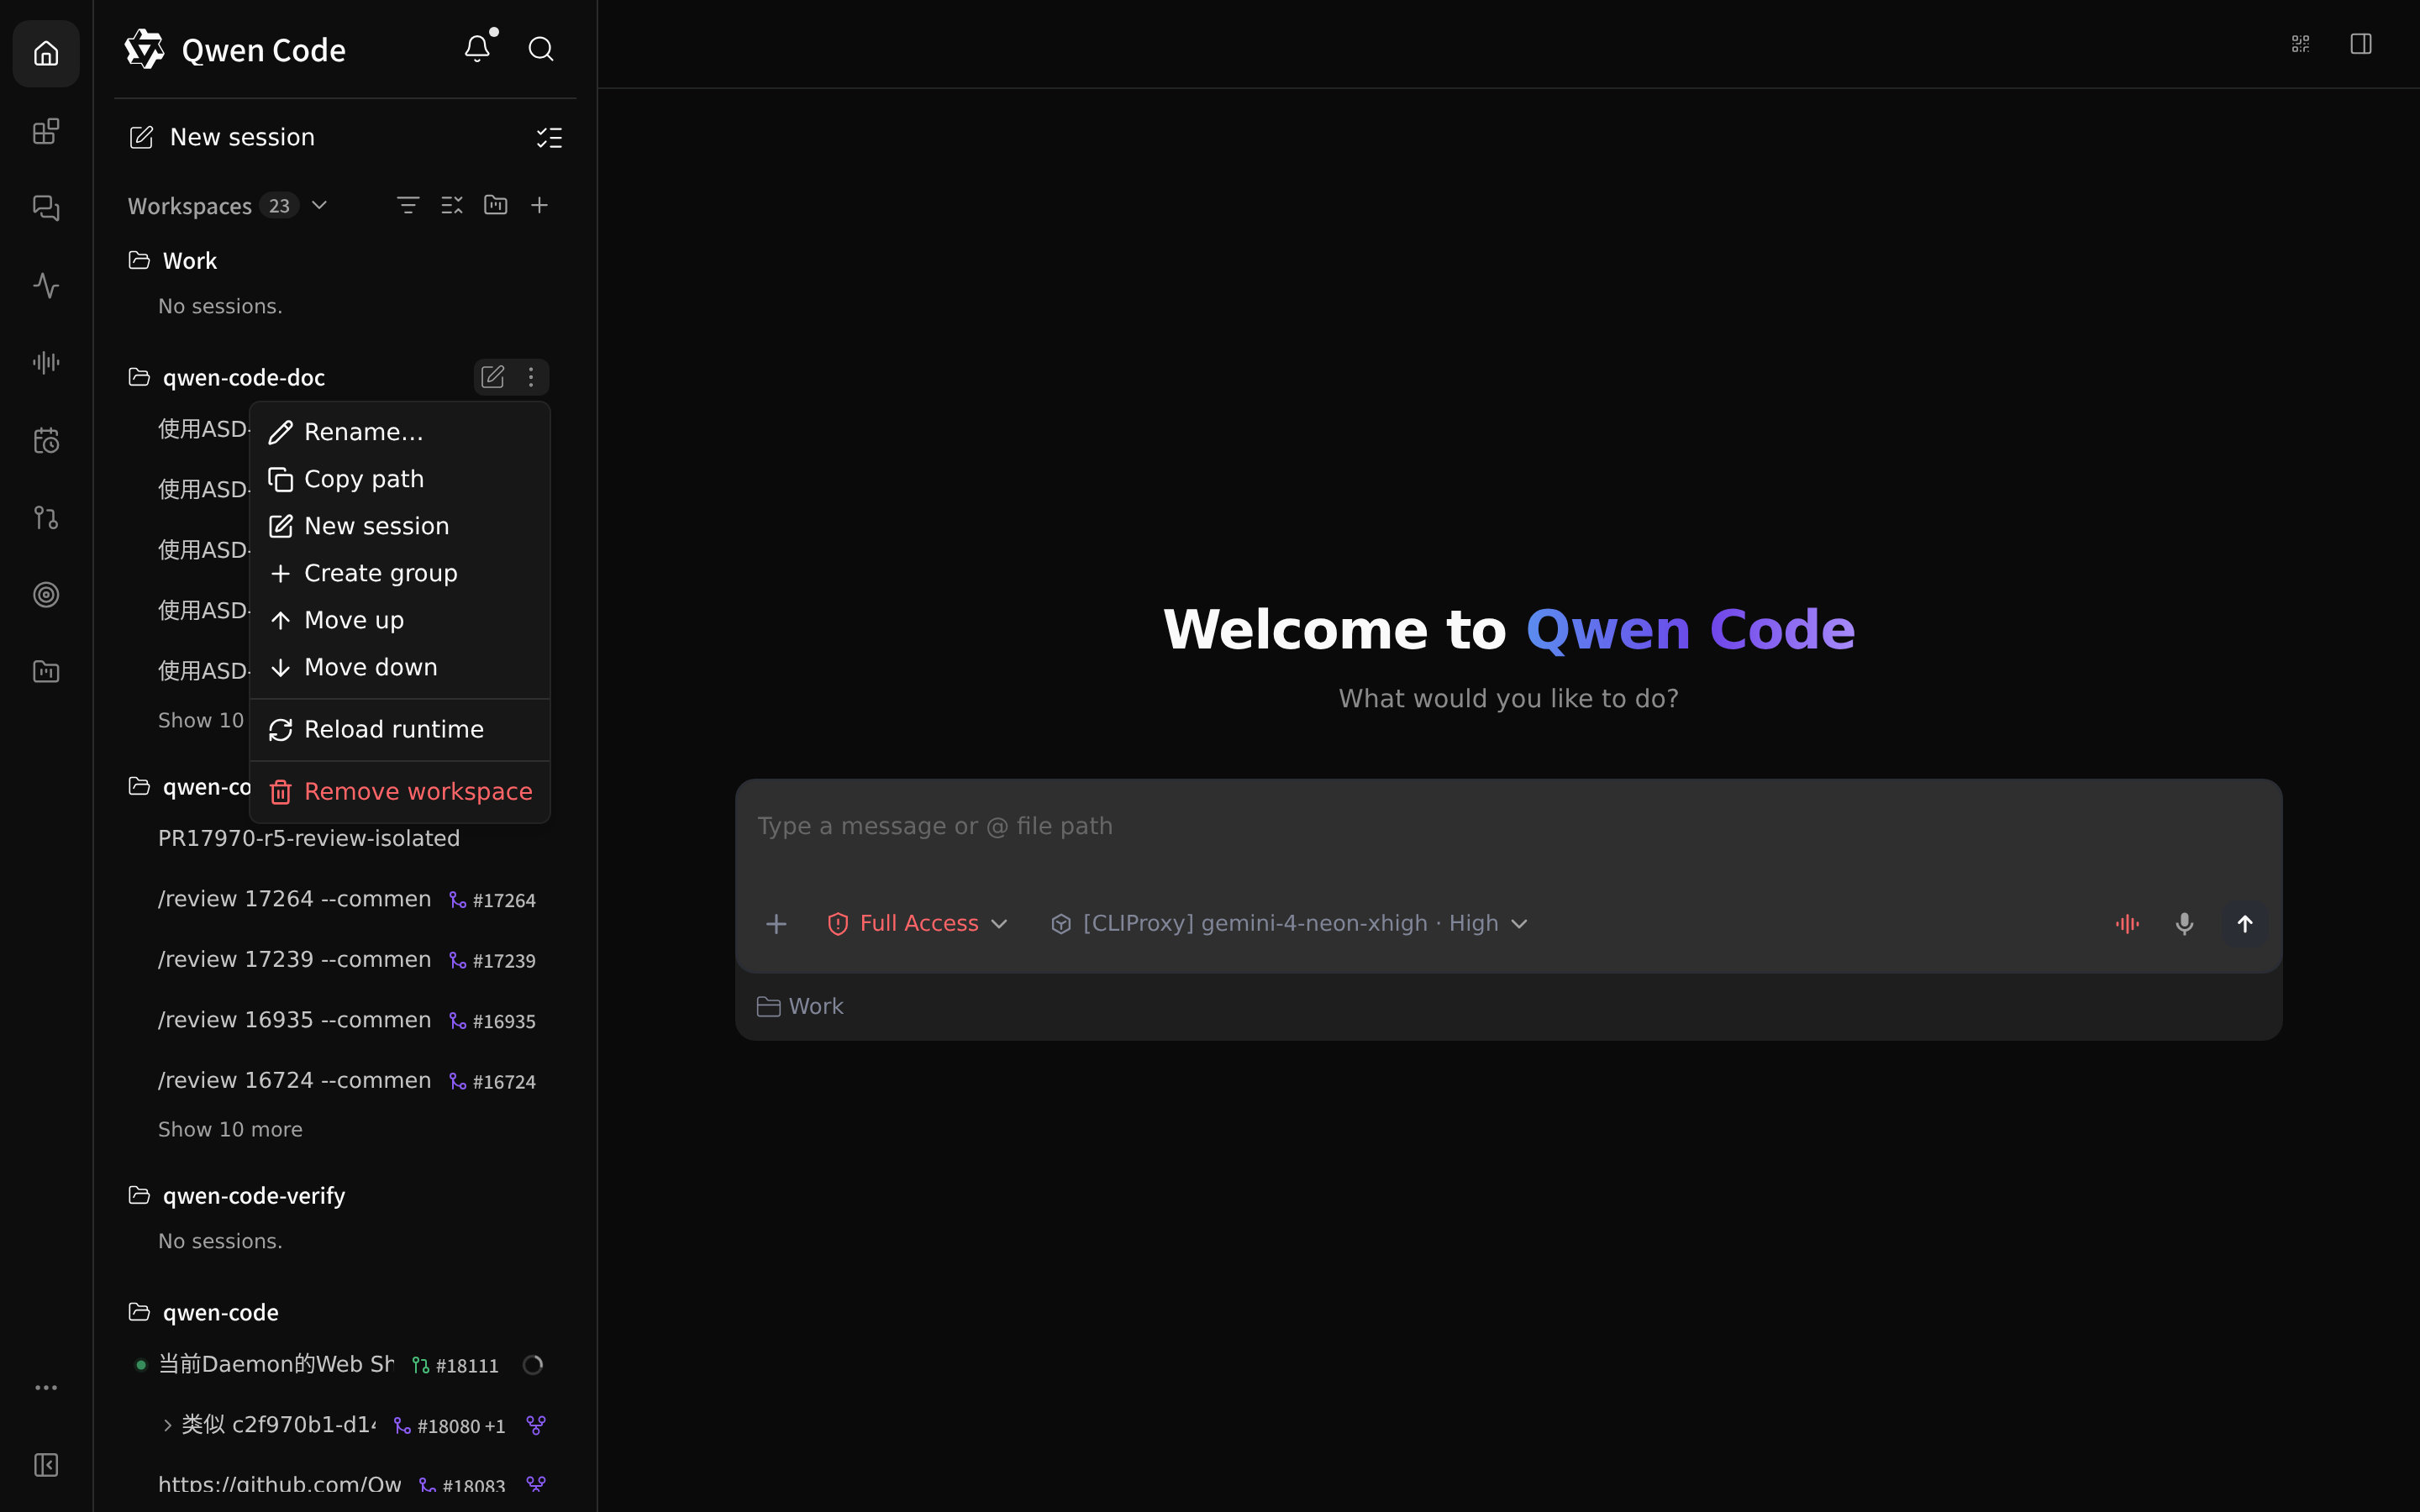 Qwen Code
New session
Workspaces 23
Work
No sessions.
qwen-code-doc
使用ASD-
使用ASD-
使用ASD-
使用ASD-
使用ASD-
Show 10
Rename...
Copy path
New session
Create group
Move up
Move down
Reload runtime
Remove workspace
qwen-co
PR17970-r5-review-isolated
/review 17264 --commen #17264
/review 17239 --commen #17239
/review 16935 --commen #16935
/review 16724 --commen #16724
Show 10 more
qwen-code-verify
No sessions.
qwen-code
当前Daemon的Web Sh #18111
类似 c2f970b1-d14 #18080 +1
https://github.com/Ow #18083
Welcome to Qwen Code
What would you like to do?
Type a message or @ file path
Full Access
[CLIProxy] gemini-4-neon-xhigh · High
Work